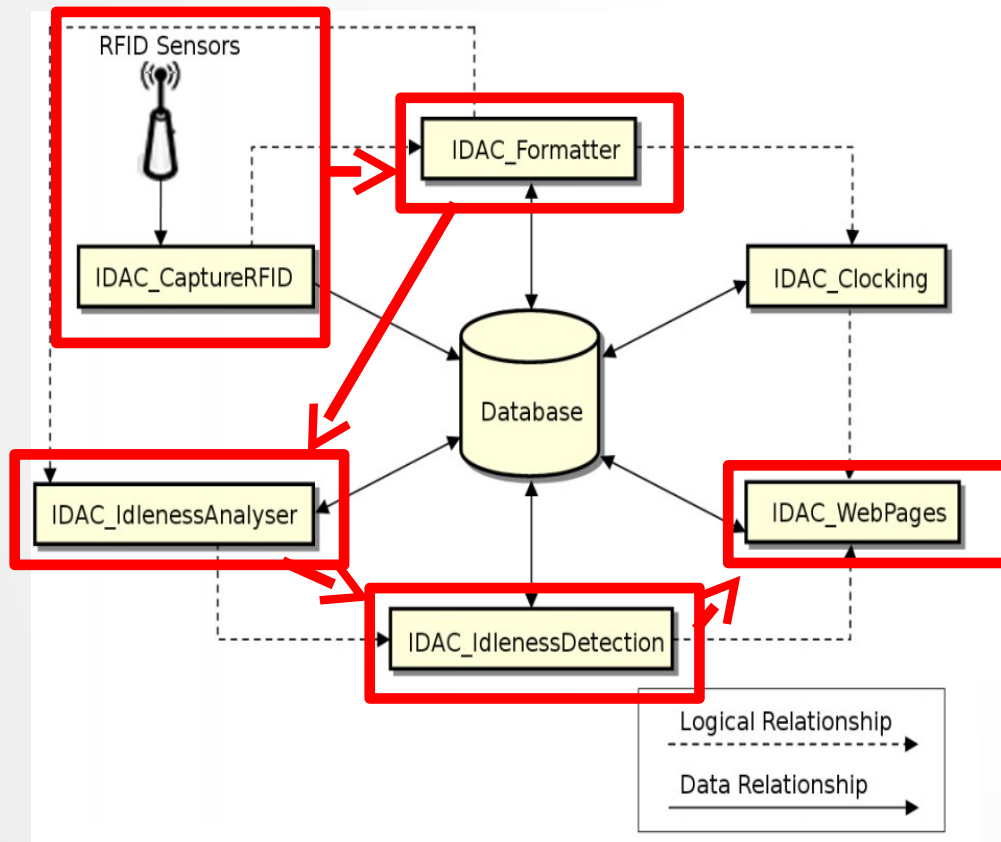 RFID Sensors
IDAC_Formatter
IDAC_CaptureRFID
IDAC_Clocking
Database
IDAC_IdlenessAnalyser
IDAC_WebPages
IDAC_IdlenessDetection
Logical Relationship
Data Relationship